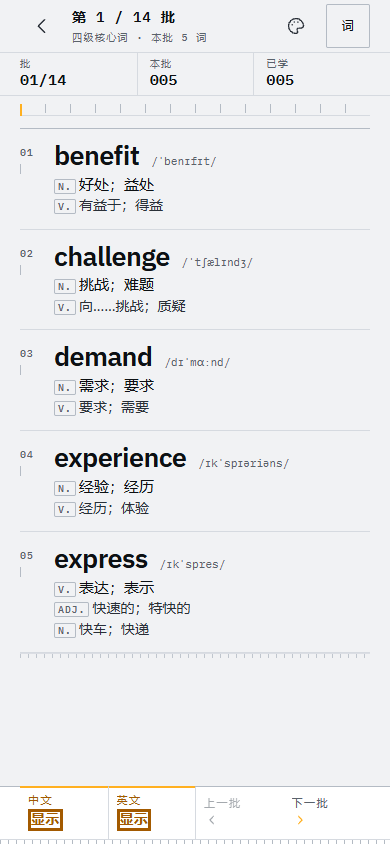 第 1 / 14 批
四级核心词 · 本批 5 词
词
批
01/14
本批
005
已学
005
01
benefit /ˈbenɪfɪt/
N. 好处；益处
V. 有益于；得益
02
challenge /ˈtʃælɪndʒ/
N. 挑战；难题
V. 向……挑战；质疑
03
demand /dɪˈmɑːnd/
N. 需求；要求
V. 要求；需要
04
experience /ɪkˈspɪəriəns/
N. 经验；经历
V. 经历；体验
05
express /ɪkˈspres/
V. 表达；表示
ADJ. 快速的；特快的
N. 快车；快递
中文
显示
英文
显示
上一批
下一批